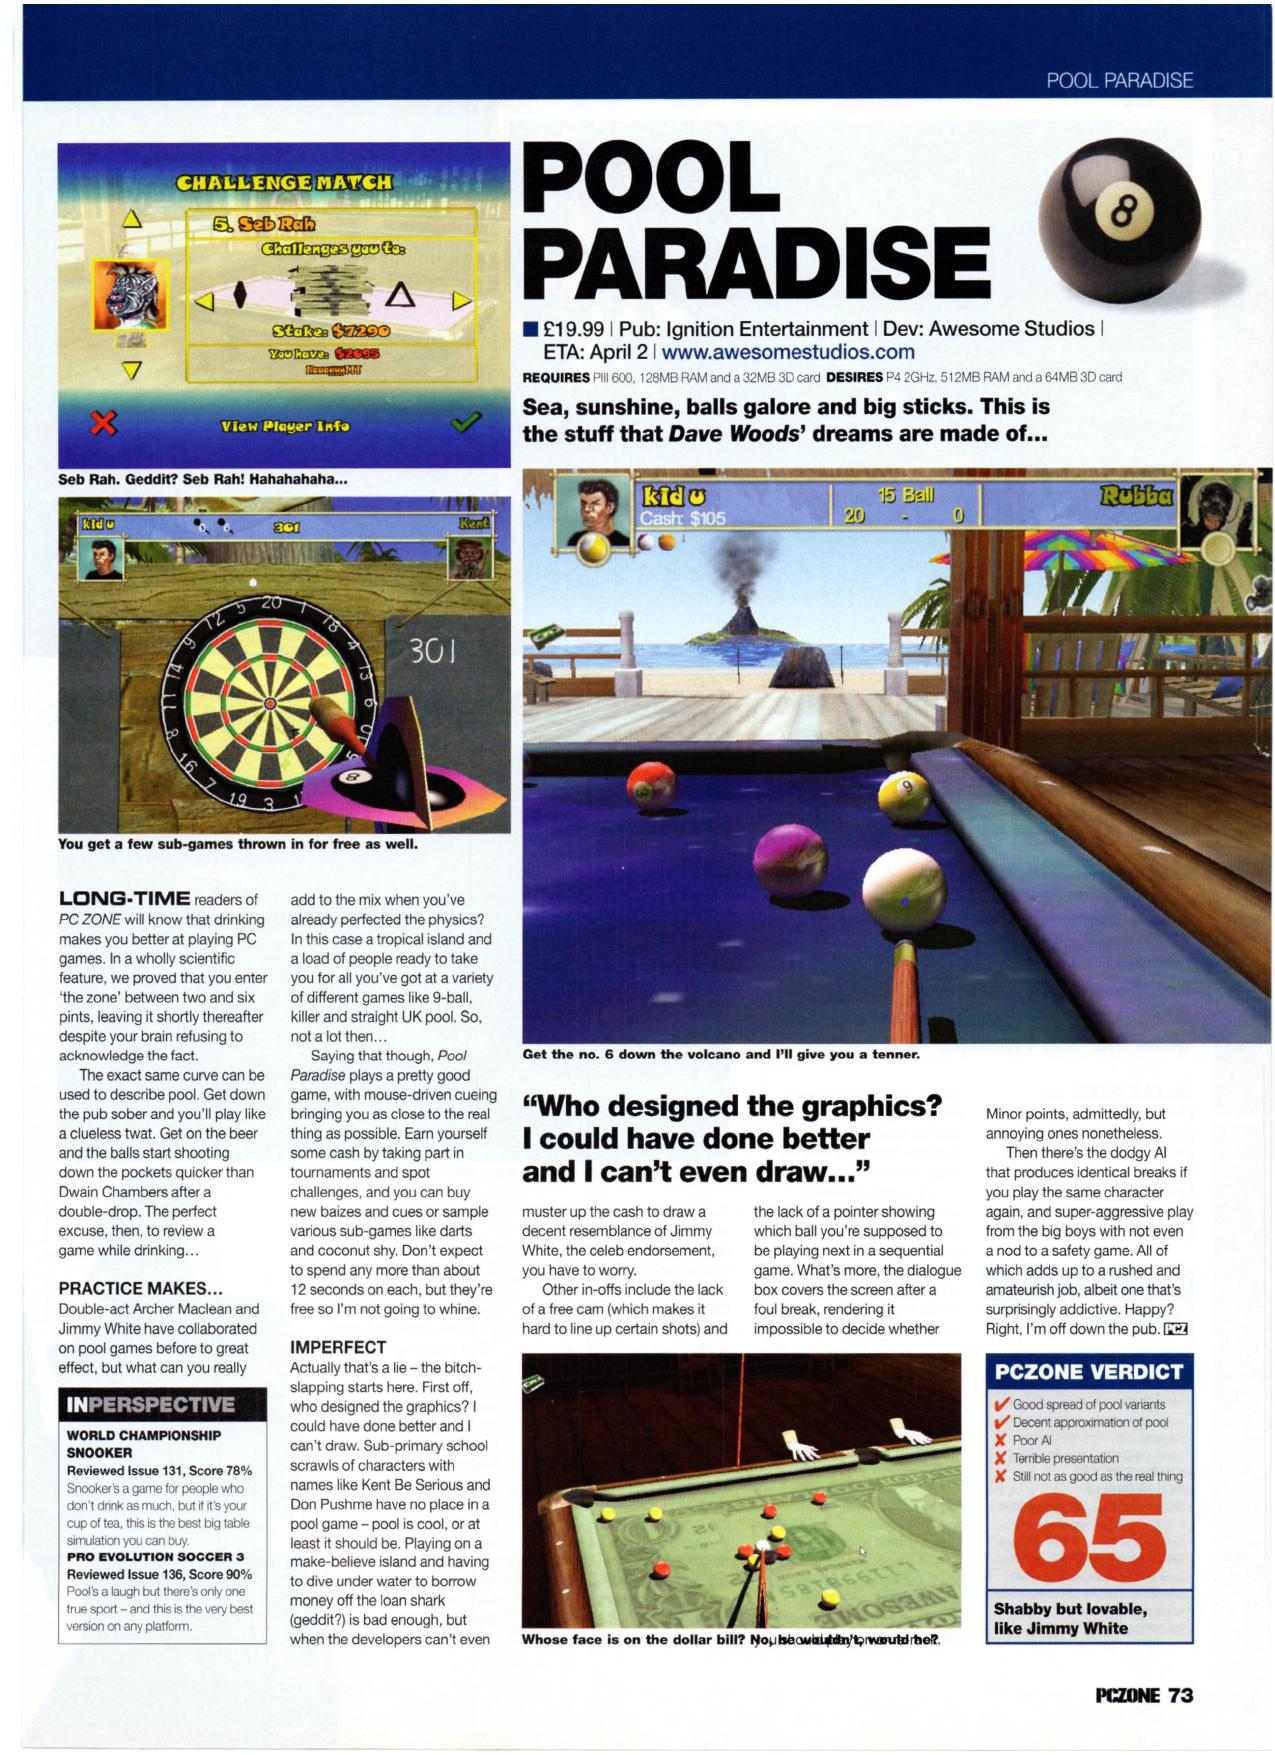 POOL PARADISE
CHALLENGE MATCH
5. Seb Rah
Challenges you to:
Stake: $7290
You have: $2695
View Player Info
Seb Rah. Geddit? Seb Rah! Hahahahaha...
kid u
301
Kent
20 1 18 4 13 6 10
5 12 9 14 11 8 16 7 19 3
301
8
You get a few sub-games thrown in for free as well.
POOL
PARADISE
8
£19.99 | Pub: Ignition Entertainment | Dev: Awesome Studios |
ETA: April 2 | www.awesomestudios.com
REQUIRES PIII 600, 128MB RAM and a 32MB 3D card DESIRES P4 2GHz, 512MB RAM and a 64MB 3D card
Sea, sunshine, balls galore and big sticks. This is
the stuff that Dave Woods' dreams are made of...
kid u
Cash: $105
15 Ball
20 - 0
Rubba
3
9
Get the no. 6 down the volcano and I'll give you a tenner.
LONG-TIME readers of
PC ZONE will know that drinking
makes you better at playing PC
games. In a wholly scientific
feature, we proved that you enter
'the zone' between two and six
pints, leaving it shortly thereafter
despite your brain refusing to
acknowledge the fact.
The exact same curve can be
used to describe pool. Get down
the pub sober and you'll play like
a clueless twat. Get on the beer
and the balls start shooting
down the pockets quicker than
Dwain Chambers after a
double-drop. The perfect
excuse, then, to review a
game while drinking...
PRACTICE MAKES...
Double-act Archer Maclean and
Jimmy White have collaborated
on pool games before to great
effect, but what can you really
add to the mix when you've
already perfected the physics?
In this case a tropical island and
a load of people ready to take
you for all you've got at a variety
of different games like 9-ball,
killer and straight UK pool. So,
not a lot then...
Saying that though, Pool
Paradise plays a pretty good
game, with mouse-driven cueing
bringing you as close to the real
thing as possible. Earn yourself
some cash by taking part in
tournaments and spot
challenges, and you can buy
new baizes and cues or sample
various sub-games like darts
and coconut shy. Don't expect
to spend any more than about
12 seconds on each, but they're
free so I'm not going to whine.
IMPERFECT
Actually that's a lie – the bitch-
slapping starts here. First off,
who designed the graphics? I
could have done better and I
can't draw. Sub-primary school
scrawls of characters with
names like Kent Be Serious and
Don Pushme have no place in a
pool game – pool is cool, or at
least it should be. Playing on a
make-believe island and having
to dive under water to borrow
money off the loan shark
(geddit?) is bad enough, but
when the developers can't even
"Who designed the graphics?
I could have done better
and I can't even draw..."
muster up the cash to draw a
decent resemblance of Jimmy
White, the celeb endorsement,
you have to worry.
Other in-offs include the lack
of a free cam (which makes it
hard to line up certain shots) and
the lack of a pointer showing
which ball you're supposed to
be playing next in a sequential
game. What's more, the dialogue
box covers the screen after a
foul break, rendering it
impossible to decide whether
Minor points, admittedly, but
annoying ones nonetheless.
Then there's the dodgy AI
that produces identical breaks if
you play the same character
again, and super-aggressive play
from the big boys with not even
a nod to a safety game. All of
which adds up to a rushed and
amateurish job, albeit one that's
surprisingly addictive. Happy?
Right, I'm off down the pub. PCZ
INPERSPECTIVE
WORLD CHAMPIONSHIP
SNOOKER
Reviewed Issue 131, Score 78%
Snooker's a game for people who
don't drink as much, but if it's your
cup of tea, this is the best big table
simulation you can buy.
PRO EVOLUTION SOCCER 3
Reviewed Issue 136, Score 90%
Pool's a laugh but there's only one
true sport – and this is the very best
version on any platform.
Whose face is on the dollar bill? No, he wouldn't, would he?
PCZONE VERDICT
Good spread of pool variants
Decent approximation of pool
Poor AI
Terrible presentation
Still not as good as the real thing
65
Shabby but lovable,
like Jimmy White
PCZONE 73